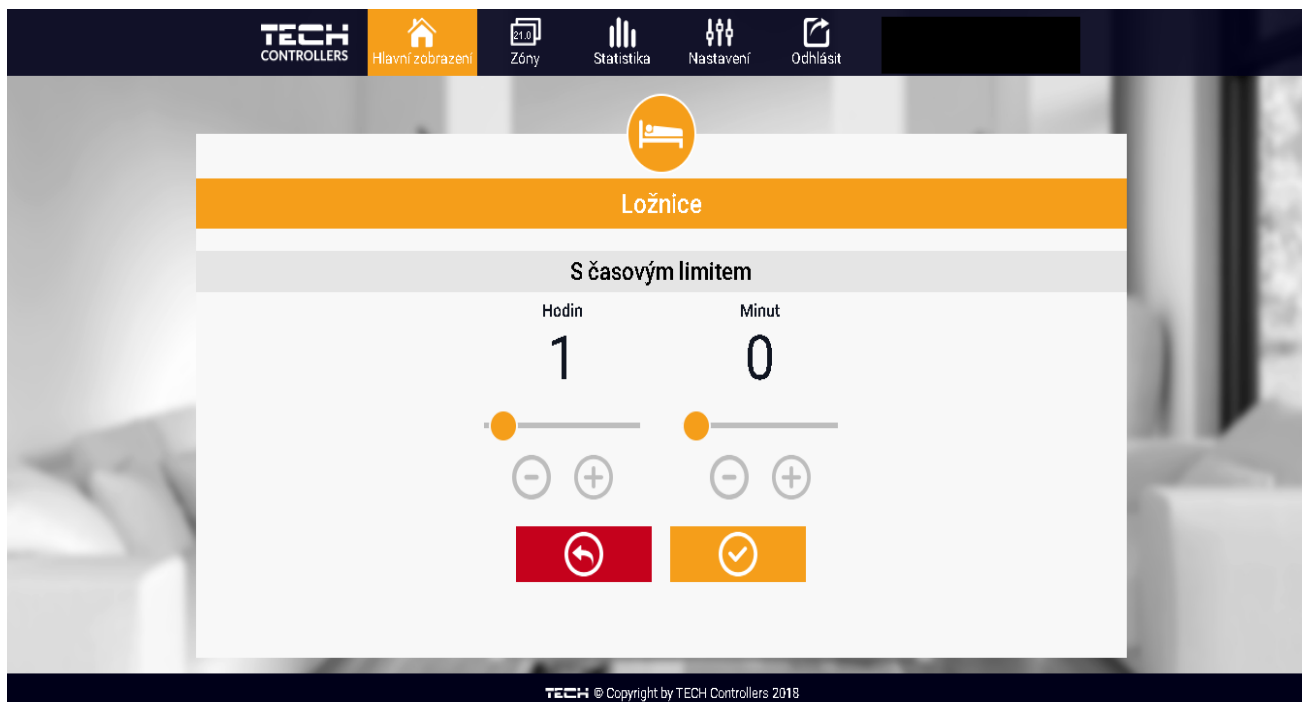 TECH
CONTROLLERS
Hlavní zobrazení
21.0
Zóny
Statistika
Nastavení
Odhlásit
Ložnice
S časovým limitem
Hodin Minut
1 0
TECH © Copyright by TECH Controllers 2018